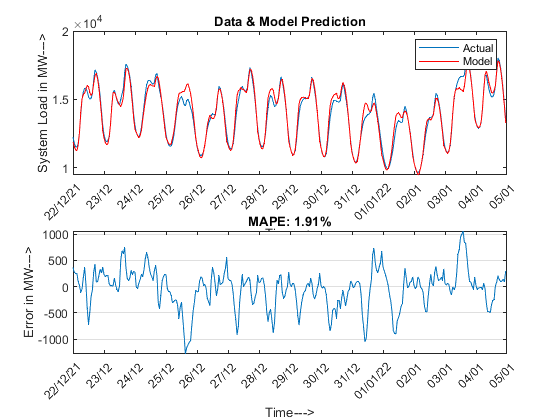 Data & Model Prediction
×10⁴
2
1.5
1
System Load in MW--->
Actual
Model
22/12/21 23/12 24/12 25/12 26/12 27/12 28/12 29/12 30/12 31/12 01/01/22 02/01 03/01 04/01 05/01
MAPE: 1.91%
1000
500
0
-500
-1000
Error in MW--->
22/12/21 23/12 24/12 25/12 26/12 27/12 28/12 29/12 30/12 31/12 01/01/22 02/01 03/01 04/01 05/01
Time--->